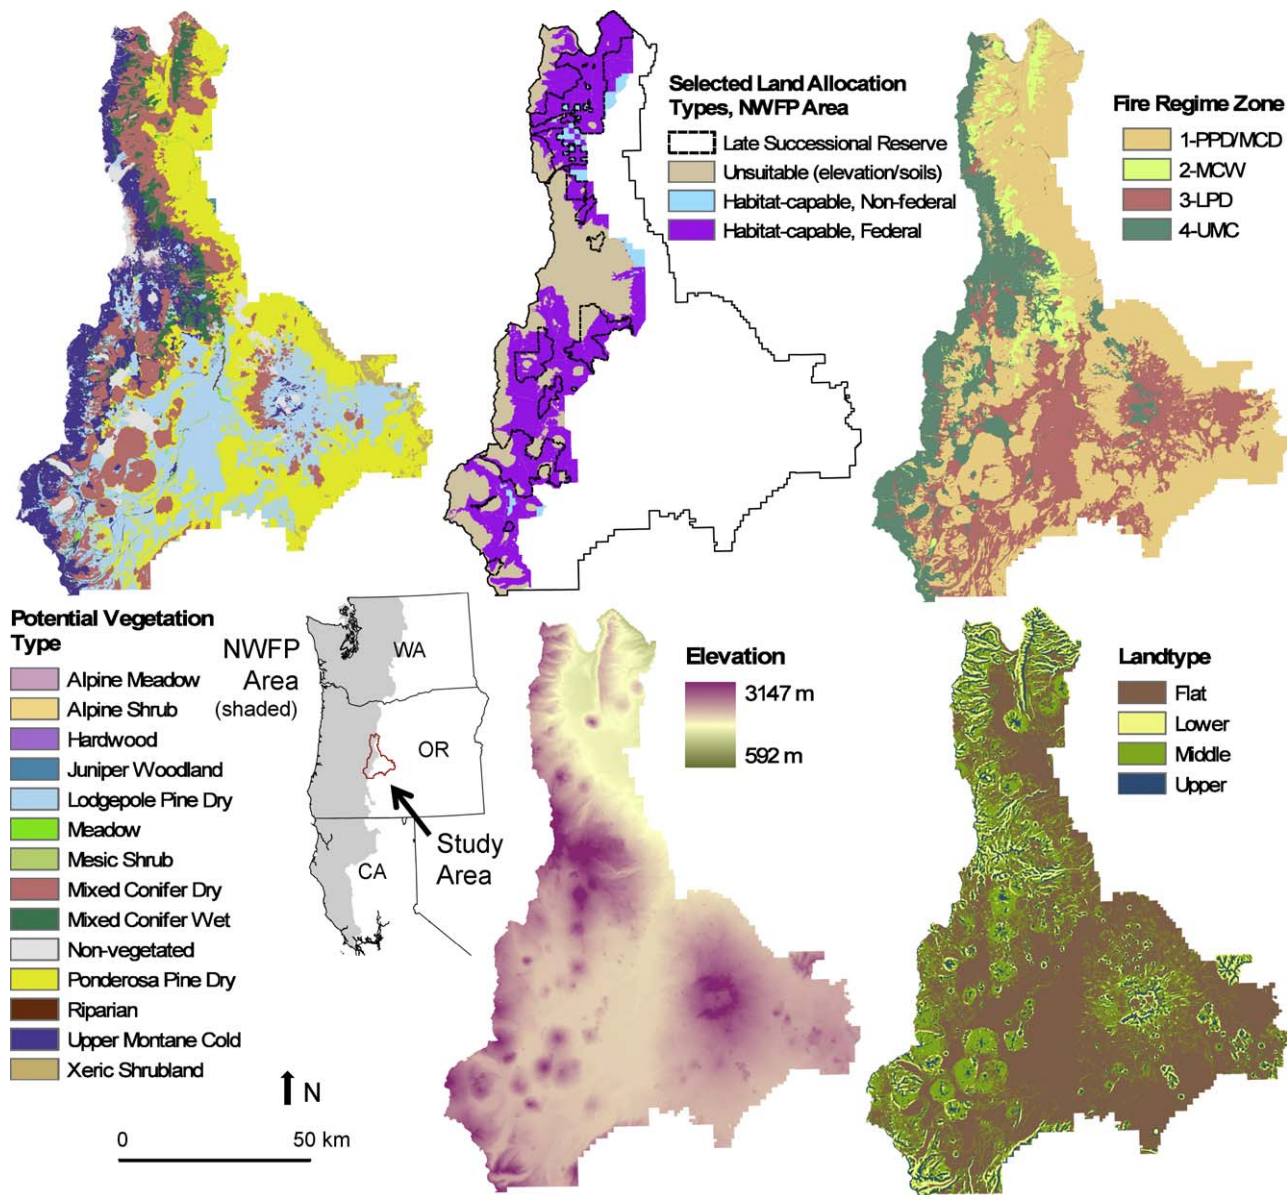 Selected Land Allocation
Types, NWFP Area
Late Successional Reserve
Unsuitable (elevation/soils)
Habitat-capable, Non-federal
Habitat-capable, Federal
Fire Regime Zone
1-PPD/MCD
2-MCW
3-LPD
4-UMC
Potential Vegetation
Type
Alpine Meadow
Alpine Shrub
Hardwood
Juniper Woodland
Lodgepole Pine Dry
Meadow
Mesic Shrub
Mixed Conifer Dry
Mixed Conifer Wet
Non-vegetated
Ponderosa Pine Dry
Riparian
Upper Montane Cold
Xeric Shrubland
N
0 50 km
NWFP
Area
(shaded)
WA
OR
CA
Study
Area
Elevation
3147 m
592 m
Landtype
Flat
Lower
Middle
Upper